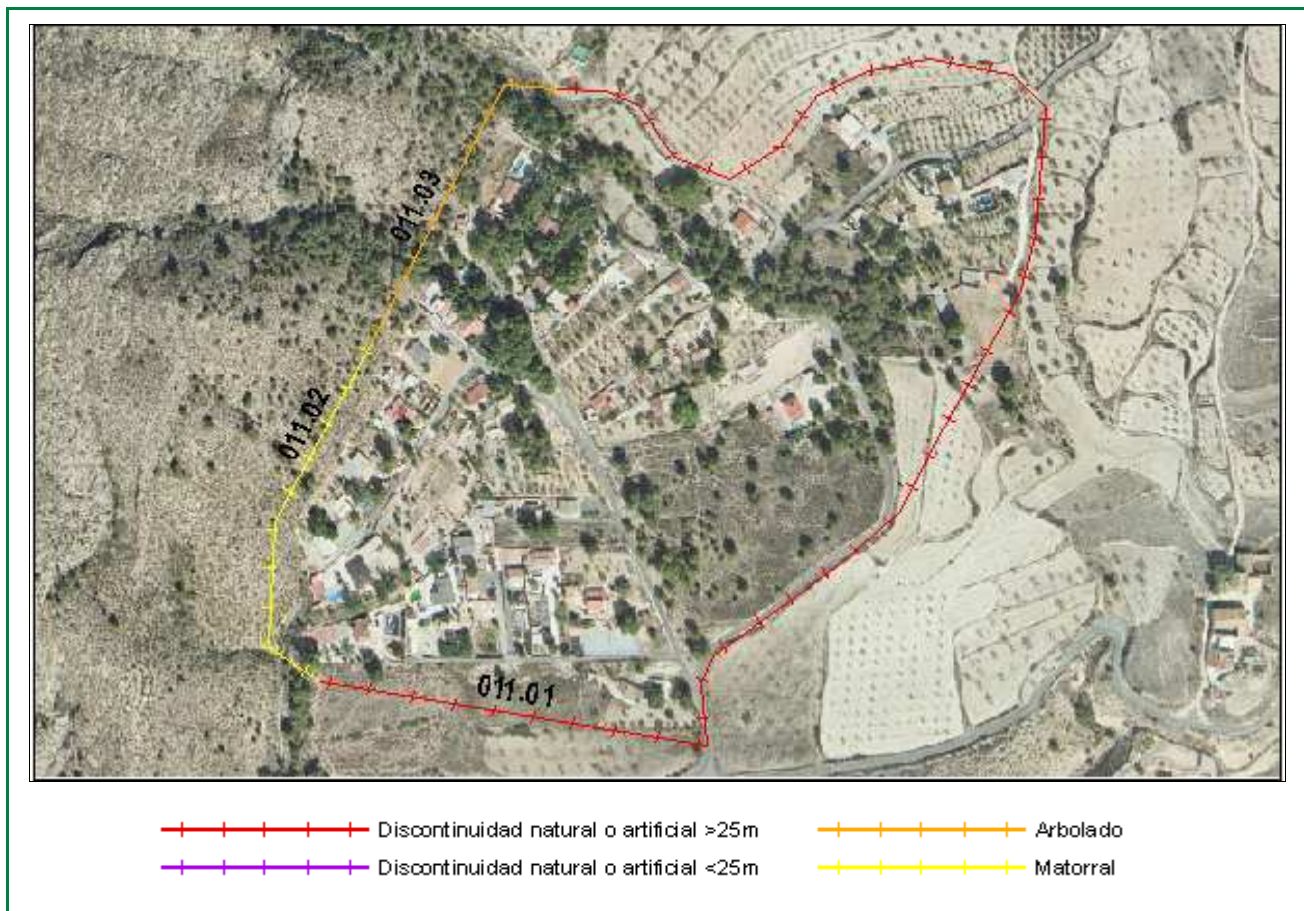 011.03
011.02
011.01
Discontinuidad natural o artificial >25m
Arbolado
Discontinuidad natural o artificial <25m
Matorral